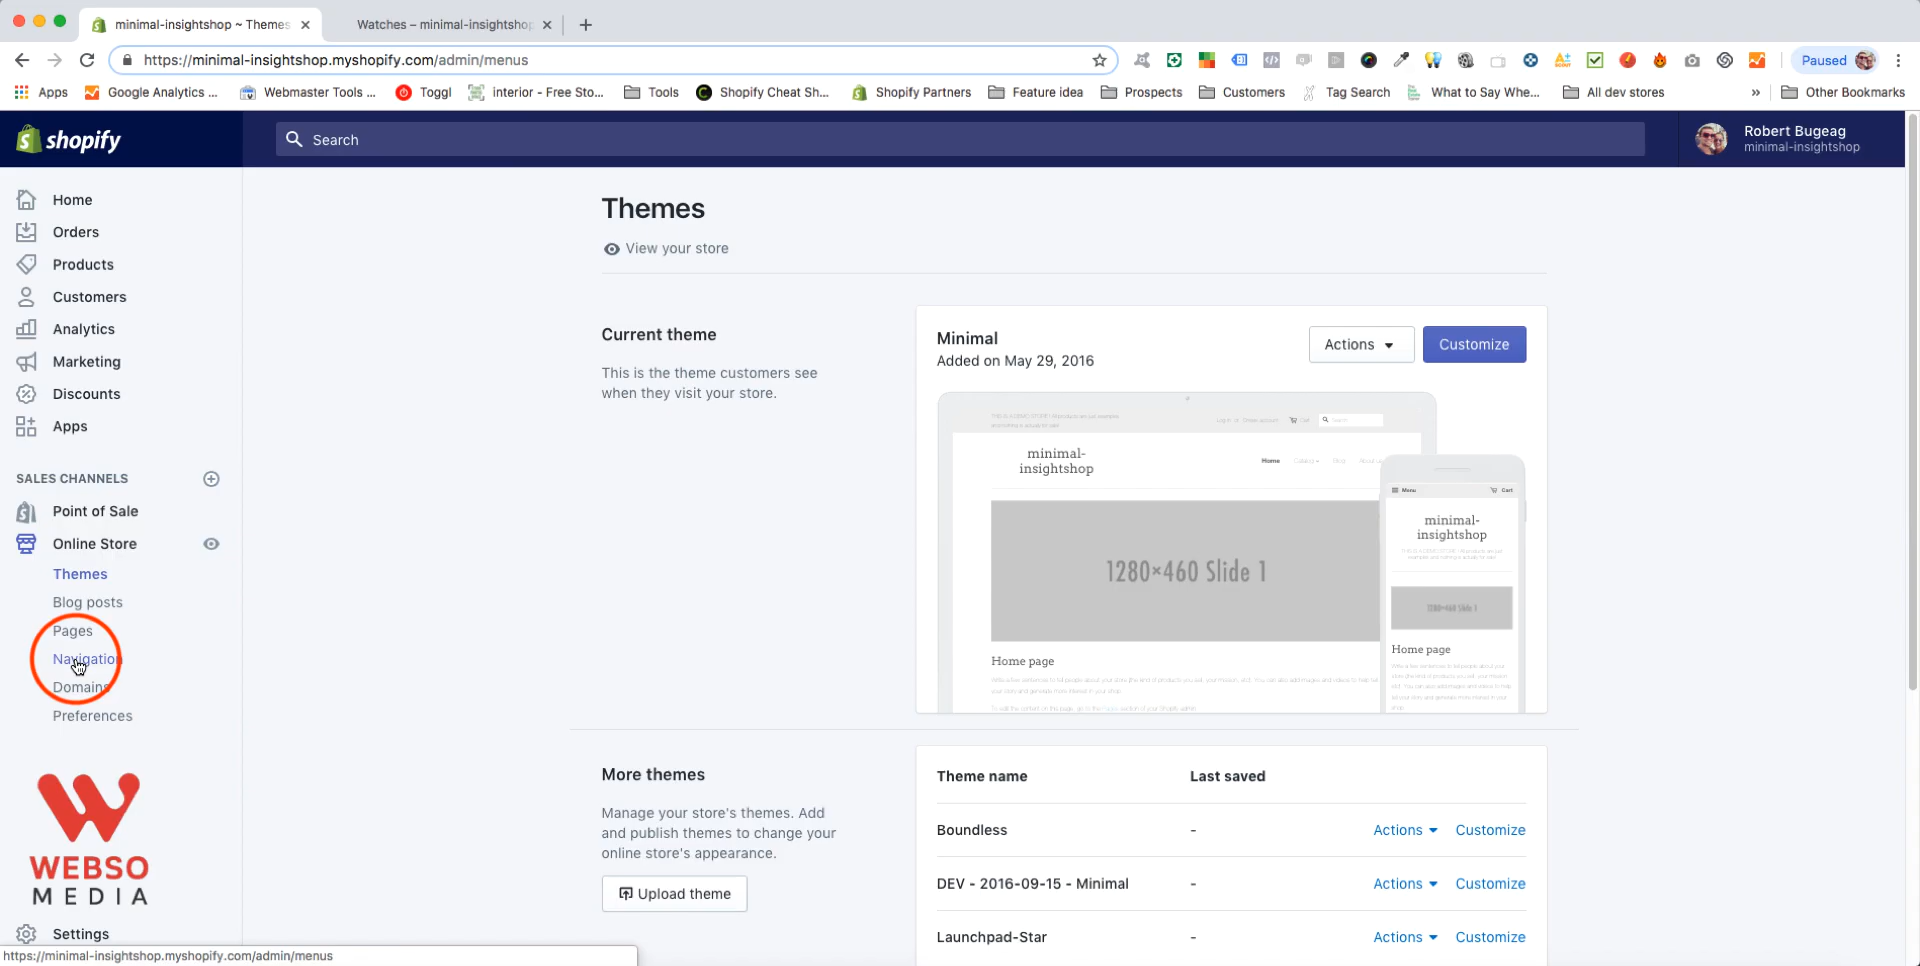 minimal-insightshop ~ Themes
Watches – minimal-insightshop
https://minimal-insightshop.myshopify.com/admin/menus
Paused
Apps
Google Analytics ...
Webmaster Tools ...
Toggl
interior - Free Sto...
Tools
Shopify Cheat Sh...
Shopify Partners
Feature idea
Prospects
Customers
Tag Search
What to Say Whe...
All dev stores
»
Other Bookmarks
shopify
Search
Robert Bugeag
minimal-insightshop
Home
Orders
Products
Customers
Analytics
Marketing
Discounts
Apps
SALES CHANNELS
Point of Sale
Online Store
Themes
Blog posts
Pages
Navigation
Domains
Preferences
WEBSO
MEDIA
Settings
https://minimal-insightshop.myshopify.com/admin/menus
Themes
View your store
Current theme
This is the theme customers see
when they visit your store.
Minimal
Added on May 29, 2016
Actions
Customize
minimal-
insightshop
Home
Catalog
Blog
About us
1280×460 Slide 1
Home page
Menu
Cart
minimal-
insightshop
1280×460 Slide 1
Home page
More themes
Manage your store's themes. Add
and publish themes to change your
online store's appearance.
Upload theme
Theme name
Last saved
Boundless
-
Actions
Customize
DEV - 2016-09-15 - Minimal
-
Actions
Customize
Launchpad-Star
-
Actions
Customize